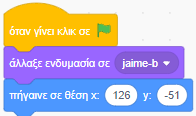 όταν γίνει κλικ σε
άλλαξε ενδυμασία σε jaime-b
πήγαινε σε θέση x: 126 y: -51